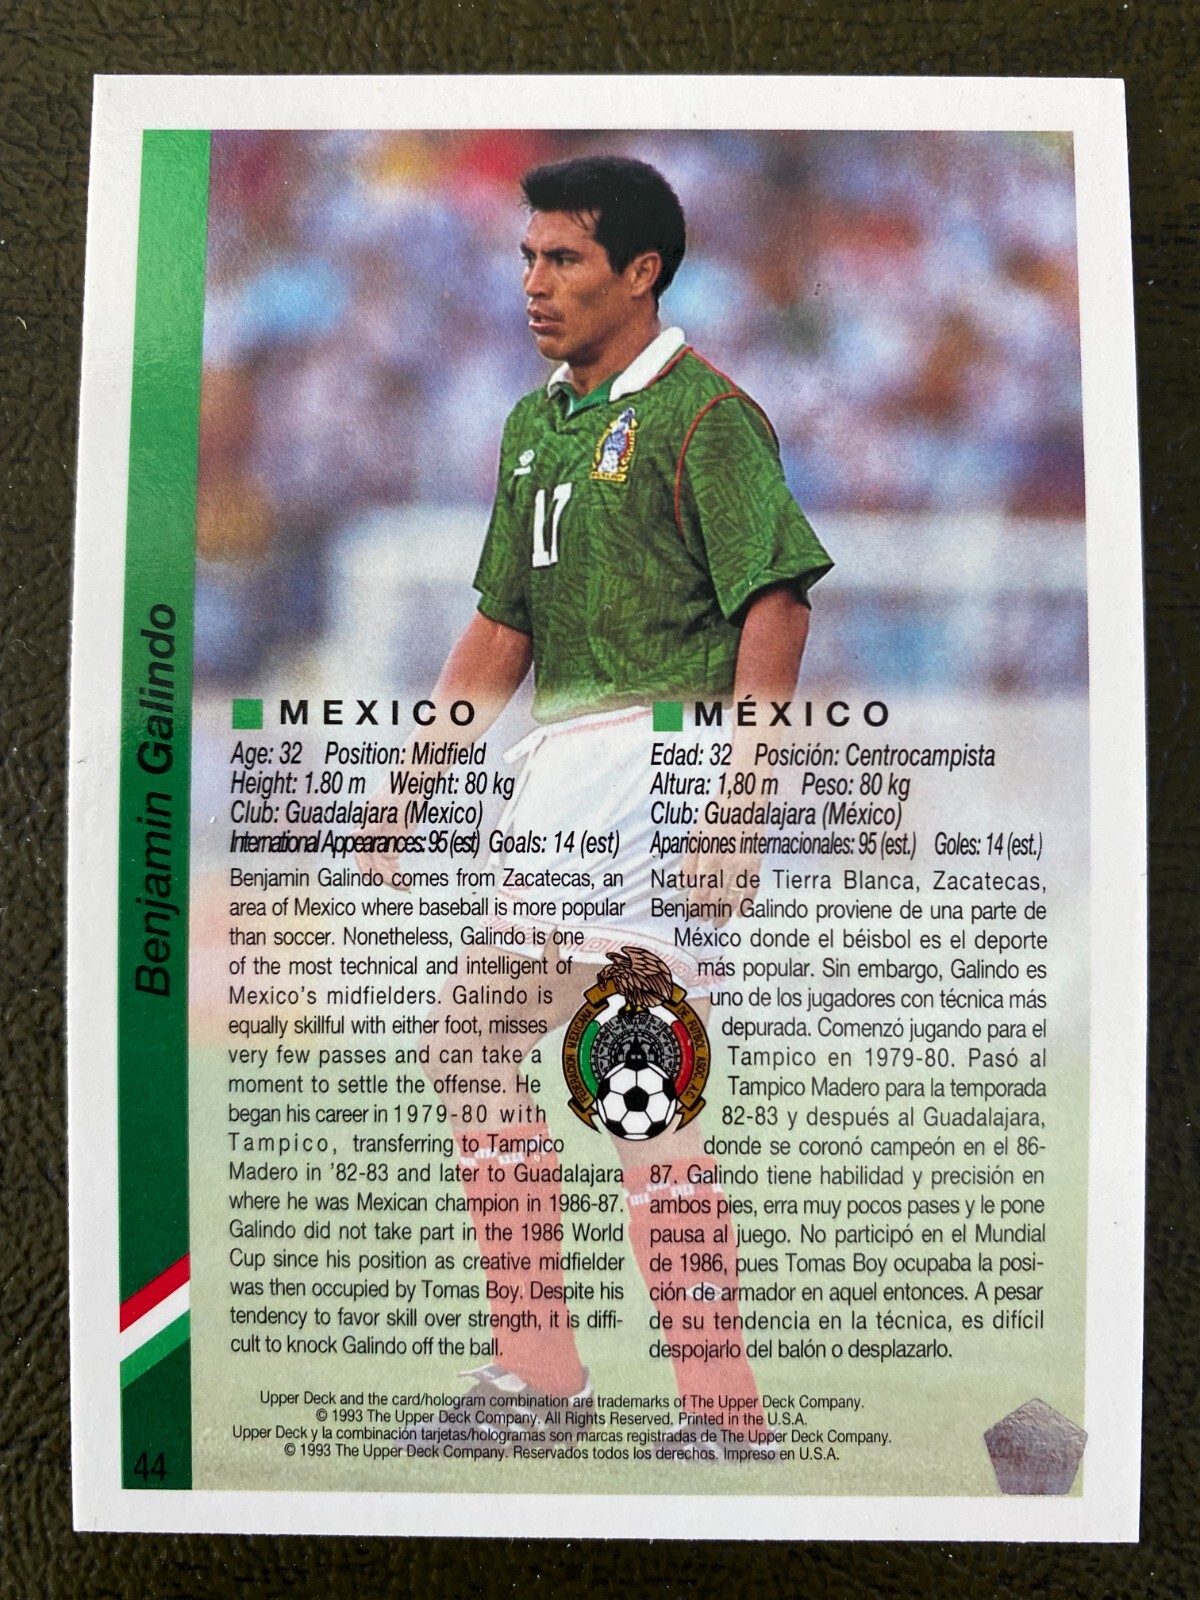 Benjamin Galindo
17
MEXICO
Age: 32 Position: Midfield
Height: 1.80 m Weight: 80 kg
Club: Guadalajara (Mexico)
International Appearances: 95 (est) Goals: 14 (est)
Benjamin Galindo comes from Zacatecas, an
area of Mexico where baseball is more popular
than soccer. Nonetheless, Galindo is one
of the most technical and intelligent of
Mexico's midfielders. Galindo is
equally skillful with either foot, misses
very few passes and can take a
moment to settle the offense. He
began his career in 1979-80 with
Tampico, transferring to Tampico
Madero in '82-83 and later to Guadalajara
where he was Mexican champion in 1986-87.
Galindo did not take part in the 1986 World
Cup since his position as creative midfielder
was then occupied by Tomas Boy. Despite his
tendency to favor skill over strength, it is diffi-
cult to knock Galindo off the ball.
MÉXICO
Edad: 32 Posición: Centrocampista
Altura: 1,80 m Peso: 80 kg
Club: Guadalajara (México)
Apariciones internacionales: 95 (est.) Goles: 14 (est.)
Natural de Tierra Blanca, Zacatecas,
Benjamín Galindo proviene de una parte de
México donde el béisbol es el deporte
más popular. Sin embargo, Galindo es
uno de los jugadores con técnica más
depurada. Comenzó jugando para el
Tampico en 1979-80. Pasó al
Tampico Madero para la temporada
82-83 y después al Guadalajara,
donde se coronó campeón en el 86-
87. Galindo tiene habilidad y precisión en
ambos pies, erra muy pocos pases y le pone
pausa al juego. No participó en el Mundial
de 1986, pues Tomas Boy ocupaba la posi-
ción de armador en aquel entonces. A pesar
de su tendencia en la técnica, es difícil
despojarlo del balón o desplazarlo.
FEDERACION MEXICANA
DE FUTBOL ASOC. A.C.
Upper Deck and the card/hologram combination are trademarks of The Upper Deck Company.
© 1993 The Upper Deck Company. All Rights Reserved. Printed in the U.S.A.
Upper Deck y la combinación tarjetas/hologramas son marcas registradas de The Upper Deck Company.
© 1993 The Upper Deck Company. Reservados todos los derechos. Impreso en U.S.A.
44